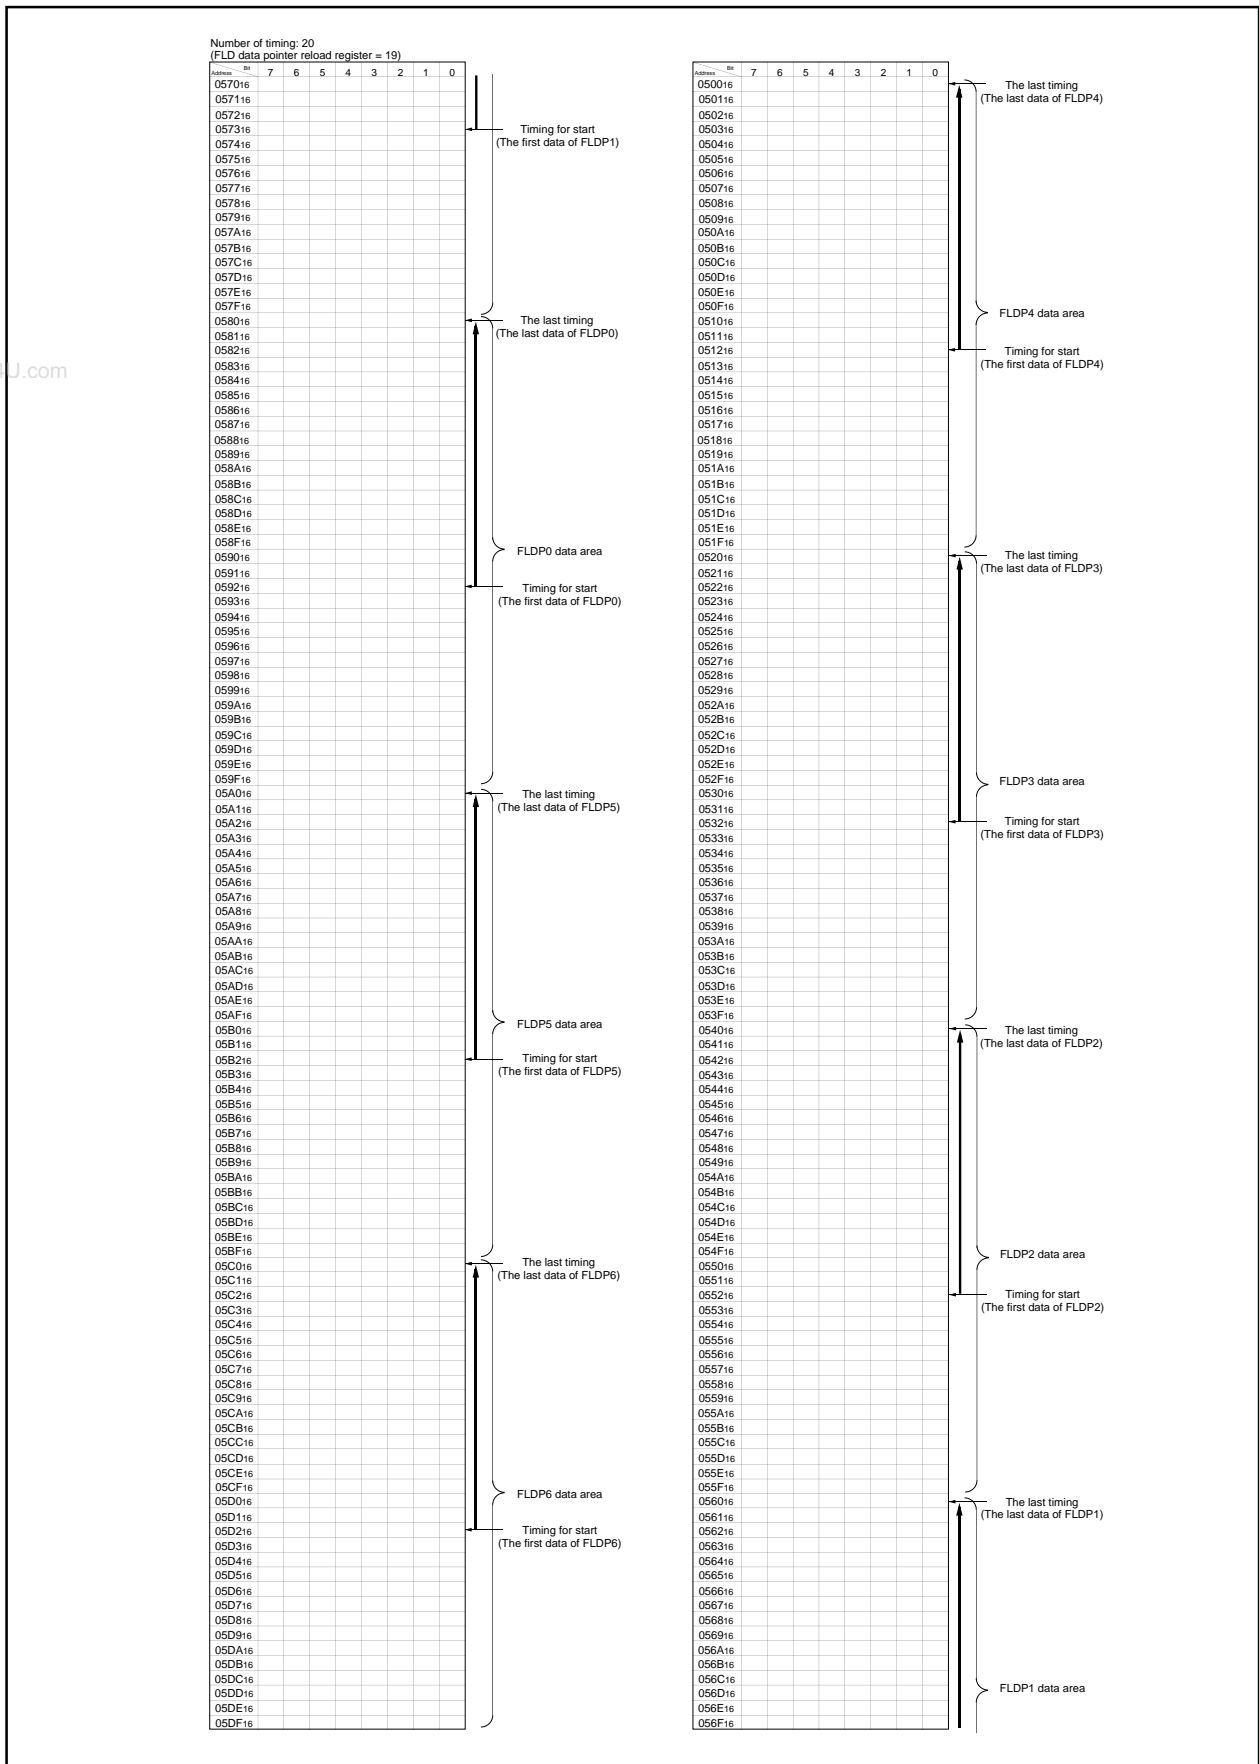 Number of timing: 20
(FLD data pointer reload register = 19)
Bit
Address
7 6 5 4 3 2 1 0
057016
057116
057216
057316
Timing for start
(The first data of FLDP1)
057416
057516
057616
057716
057816
057916
057A16
057B16
057C16
057D16
057E16
057F16
058016
The last timing
(The last data of FLDP0)
058116
058216
058316
058416
058516
058616
058716
058816
058916
058A16
058B16
058C16
058D16
058E16
058F16
FLDP0 data area
059016
059116
059216
Timing for start
(The first data of FLDP0)
059316
059416
059516
059616
059716
059816
059916
059A16
059B16
059C16
059D16
059E16
059F16
05A016
The last timing
(The last data of FLDP5)
05A116
05A216
05A316
05A416
05A516
05A616
05A716
05A816
05A916
05AA16
05AB16
05AC16
05AD16
05AE16
05AF16
FLDP5 data area
05B016
05B116
05B216
Timing for start
(The first data of FLDP5)
05B316
05B416
05B516
05B616
05B716
05B816
05B916
05BA16
05BB16
05BC16
05BD16
05BE16
05BF16
05C016
The last timing
(The last data of FLDP6)
05C116
05C216
05C316
05C416
05C516
05C616
05C716
05C816
05C916
05CA16
05CB16
05CC16
05CD16
05CE16
05CF16
FLDP6 data area
05D016
05D116
05D216
Timing for start
(The first data of FLDP6)
05D316
05D416
05D516
05D616
05D716
05D816
05D916
05DA16
05DB16
05DC16
05DD16
05DE16
05DF16
Bit
Address
7 6 5 4 3 2 1 0
050016
The last timing
(The last data of FLDP4)
050116
050216
050316
050416
050516
050616
050716
050816
050916
050A16
050B16
050C16
050D16
050E16
050F16
FLDP4 data area
051016
051116
051216
Timing for start
(The first data of FLDP4)
051316
051416
051516
051616
051716
051816
051916
051A16
051B16
051C16
051D16
051E16
051F16
052016
The last timing
(The last data of FLDP3)
052116
052216
052316
052416
052516
052616
052716
052816
052916
052A16
052B16
052C16
052D16
052E16
052F16
FLDP3 data area
053016
053116
053216
Timing for start
(The first data of FLDP3)
053316
053416
053516
053616
053716
053816
053916
053A16
053B16
053C16
053D16
053E16
053F16
054016
The last timing
(The last data of FLDP2)
054116
054216
054316
054416
054516
054616
054716
054816
054916
054A16
054B16
054C16
054D16
054E16
054F16
FLDP2 data area
055016
055116
055216
Timing for start
(The first data of FLDP2)
055316
055416
055516
055616
055716
055816
055916
055A16
055B16
055C16
055D16
055E16
055F16
056016
The last timing
(The last data of FLDP1)
056116
056216
056316
056416
056516
056616
056716
056816
056916
056A16
056B16
056C16
FLDP1 data area
056D16
056E16
056F16
U.com